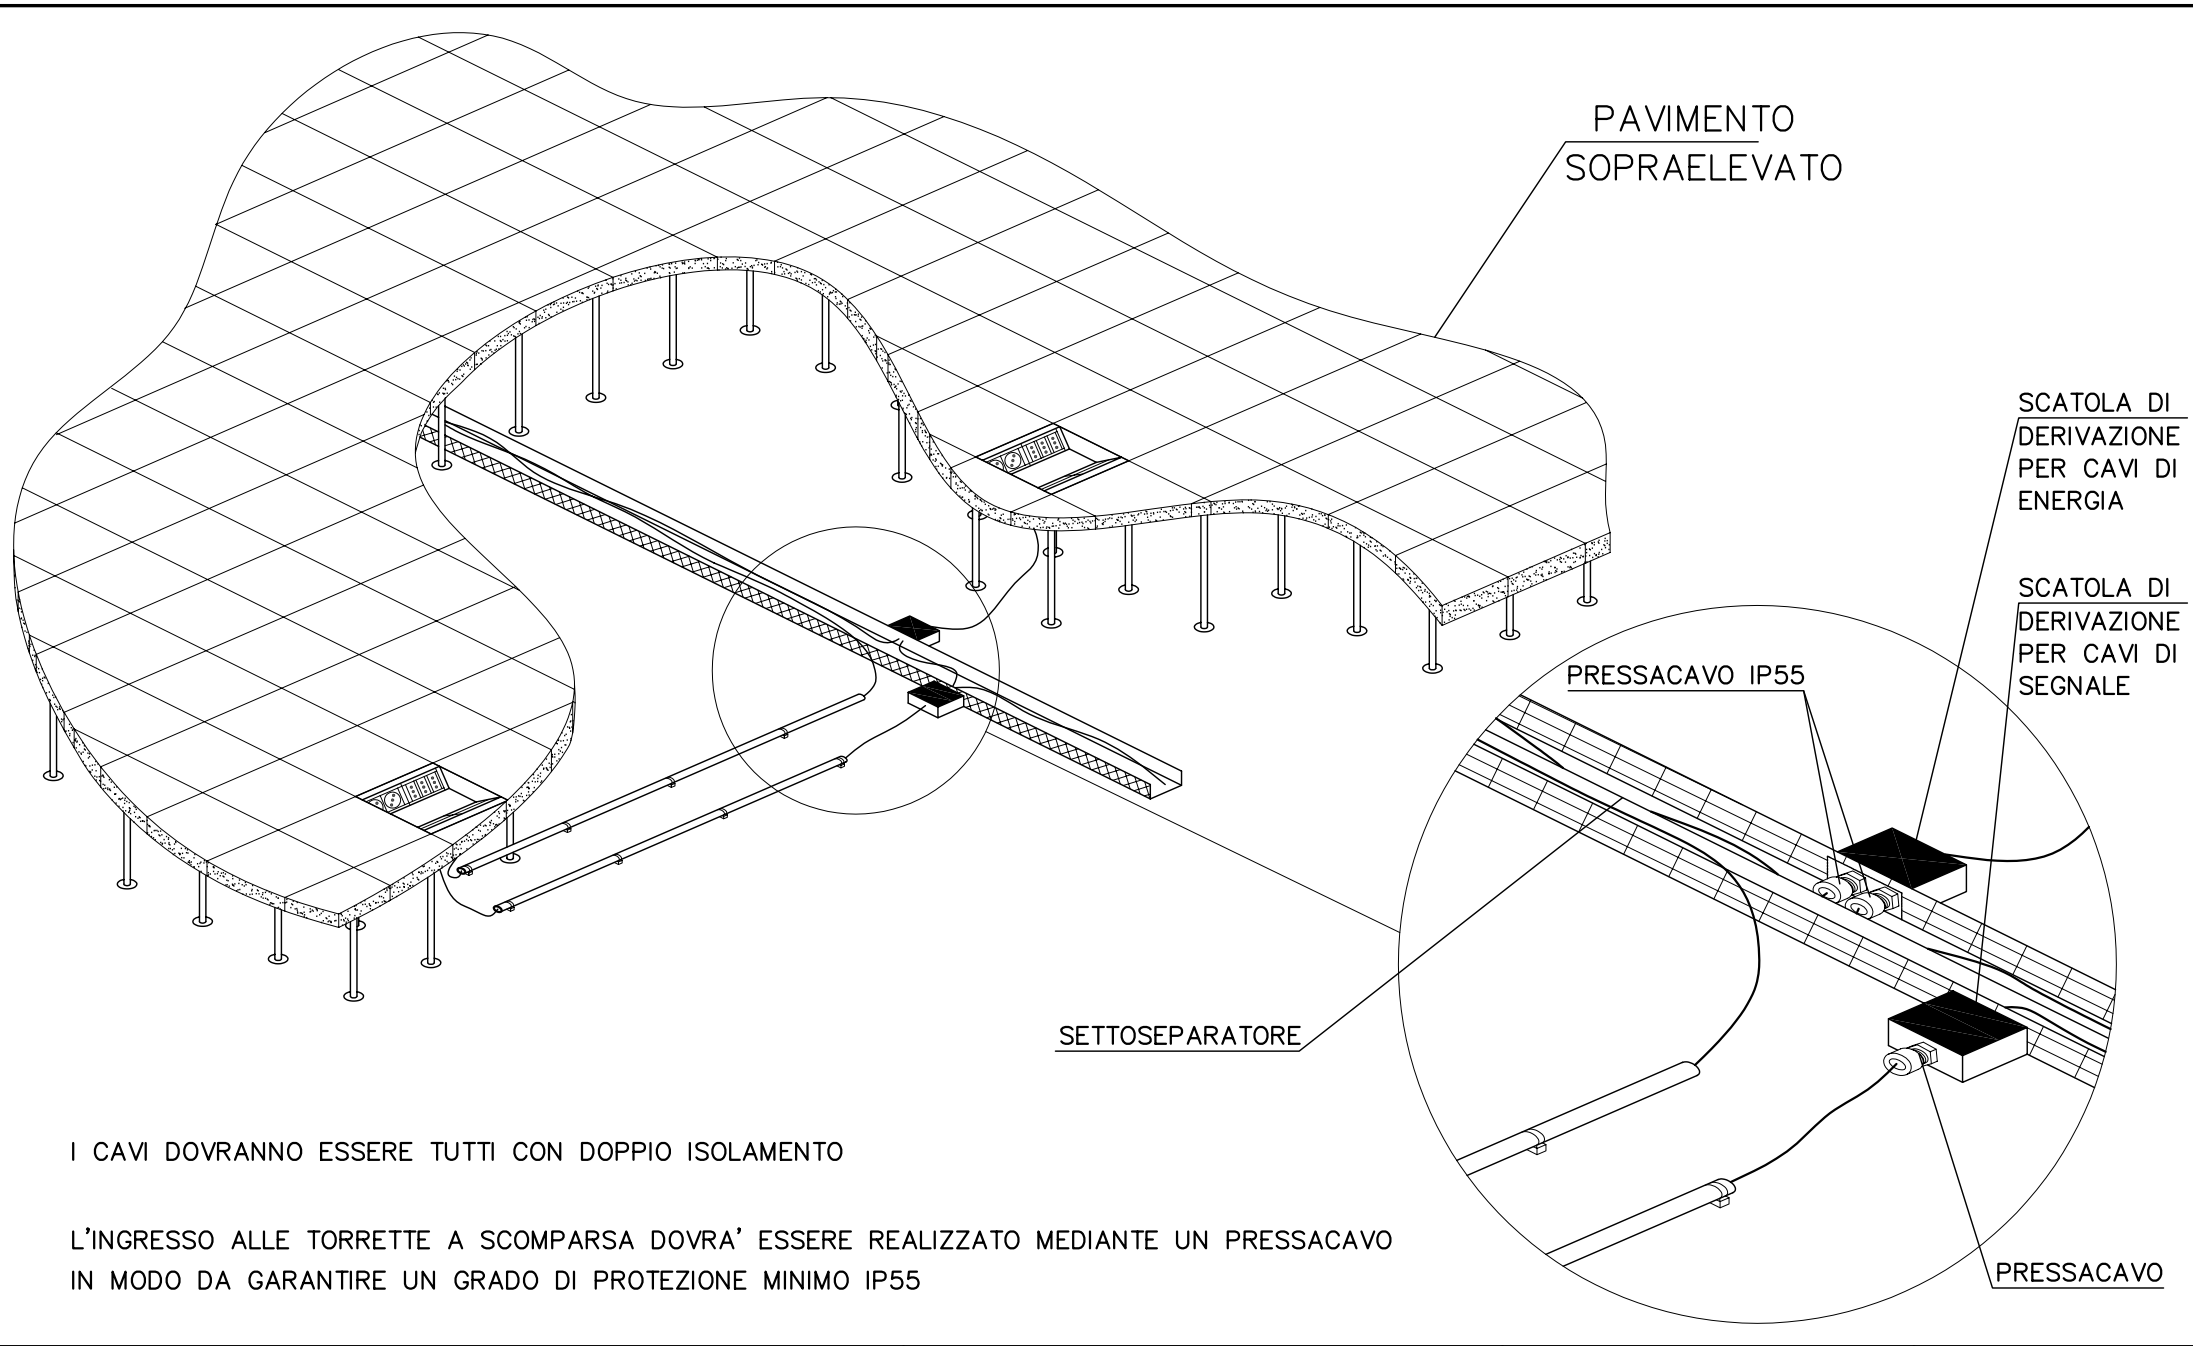 PAVIMENTO
SOPRAELEVATO
SCATOLA DI
DERIVAZIONE
PER CAVI DI
ENERGIA
SCATOLA DI
DERIVAZIONE
PER CAVI DI
SEGNALE
PRESSACAVO IP55
SETTOSEPARATORE
I CAVI DOVRANNO ESSERE TUTTI CON DOPPIO ISOLAMENTO
L'INGRESSO ALLE TORRETTE A SCOMPARSA DOVRA' ESSERE REALIZZATO MEDIANTE UN PRESSACAVO
IN MODO DA GARANTIRE UN GRADO DI PROTEZIONE MINIMO IP55
PRESSACAVO